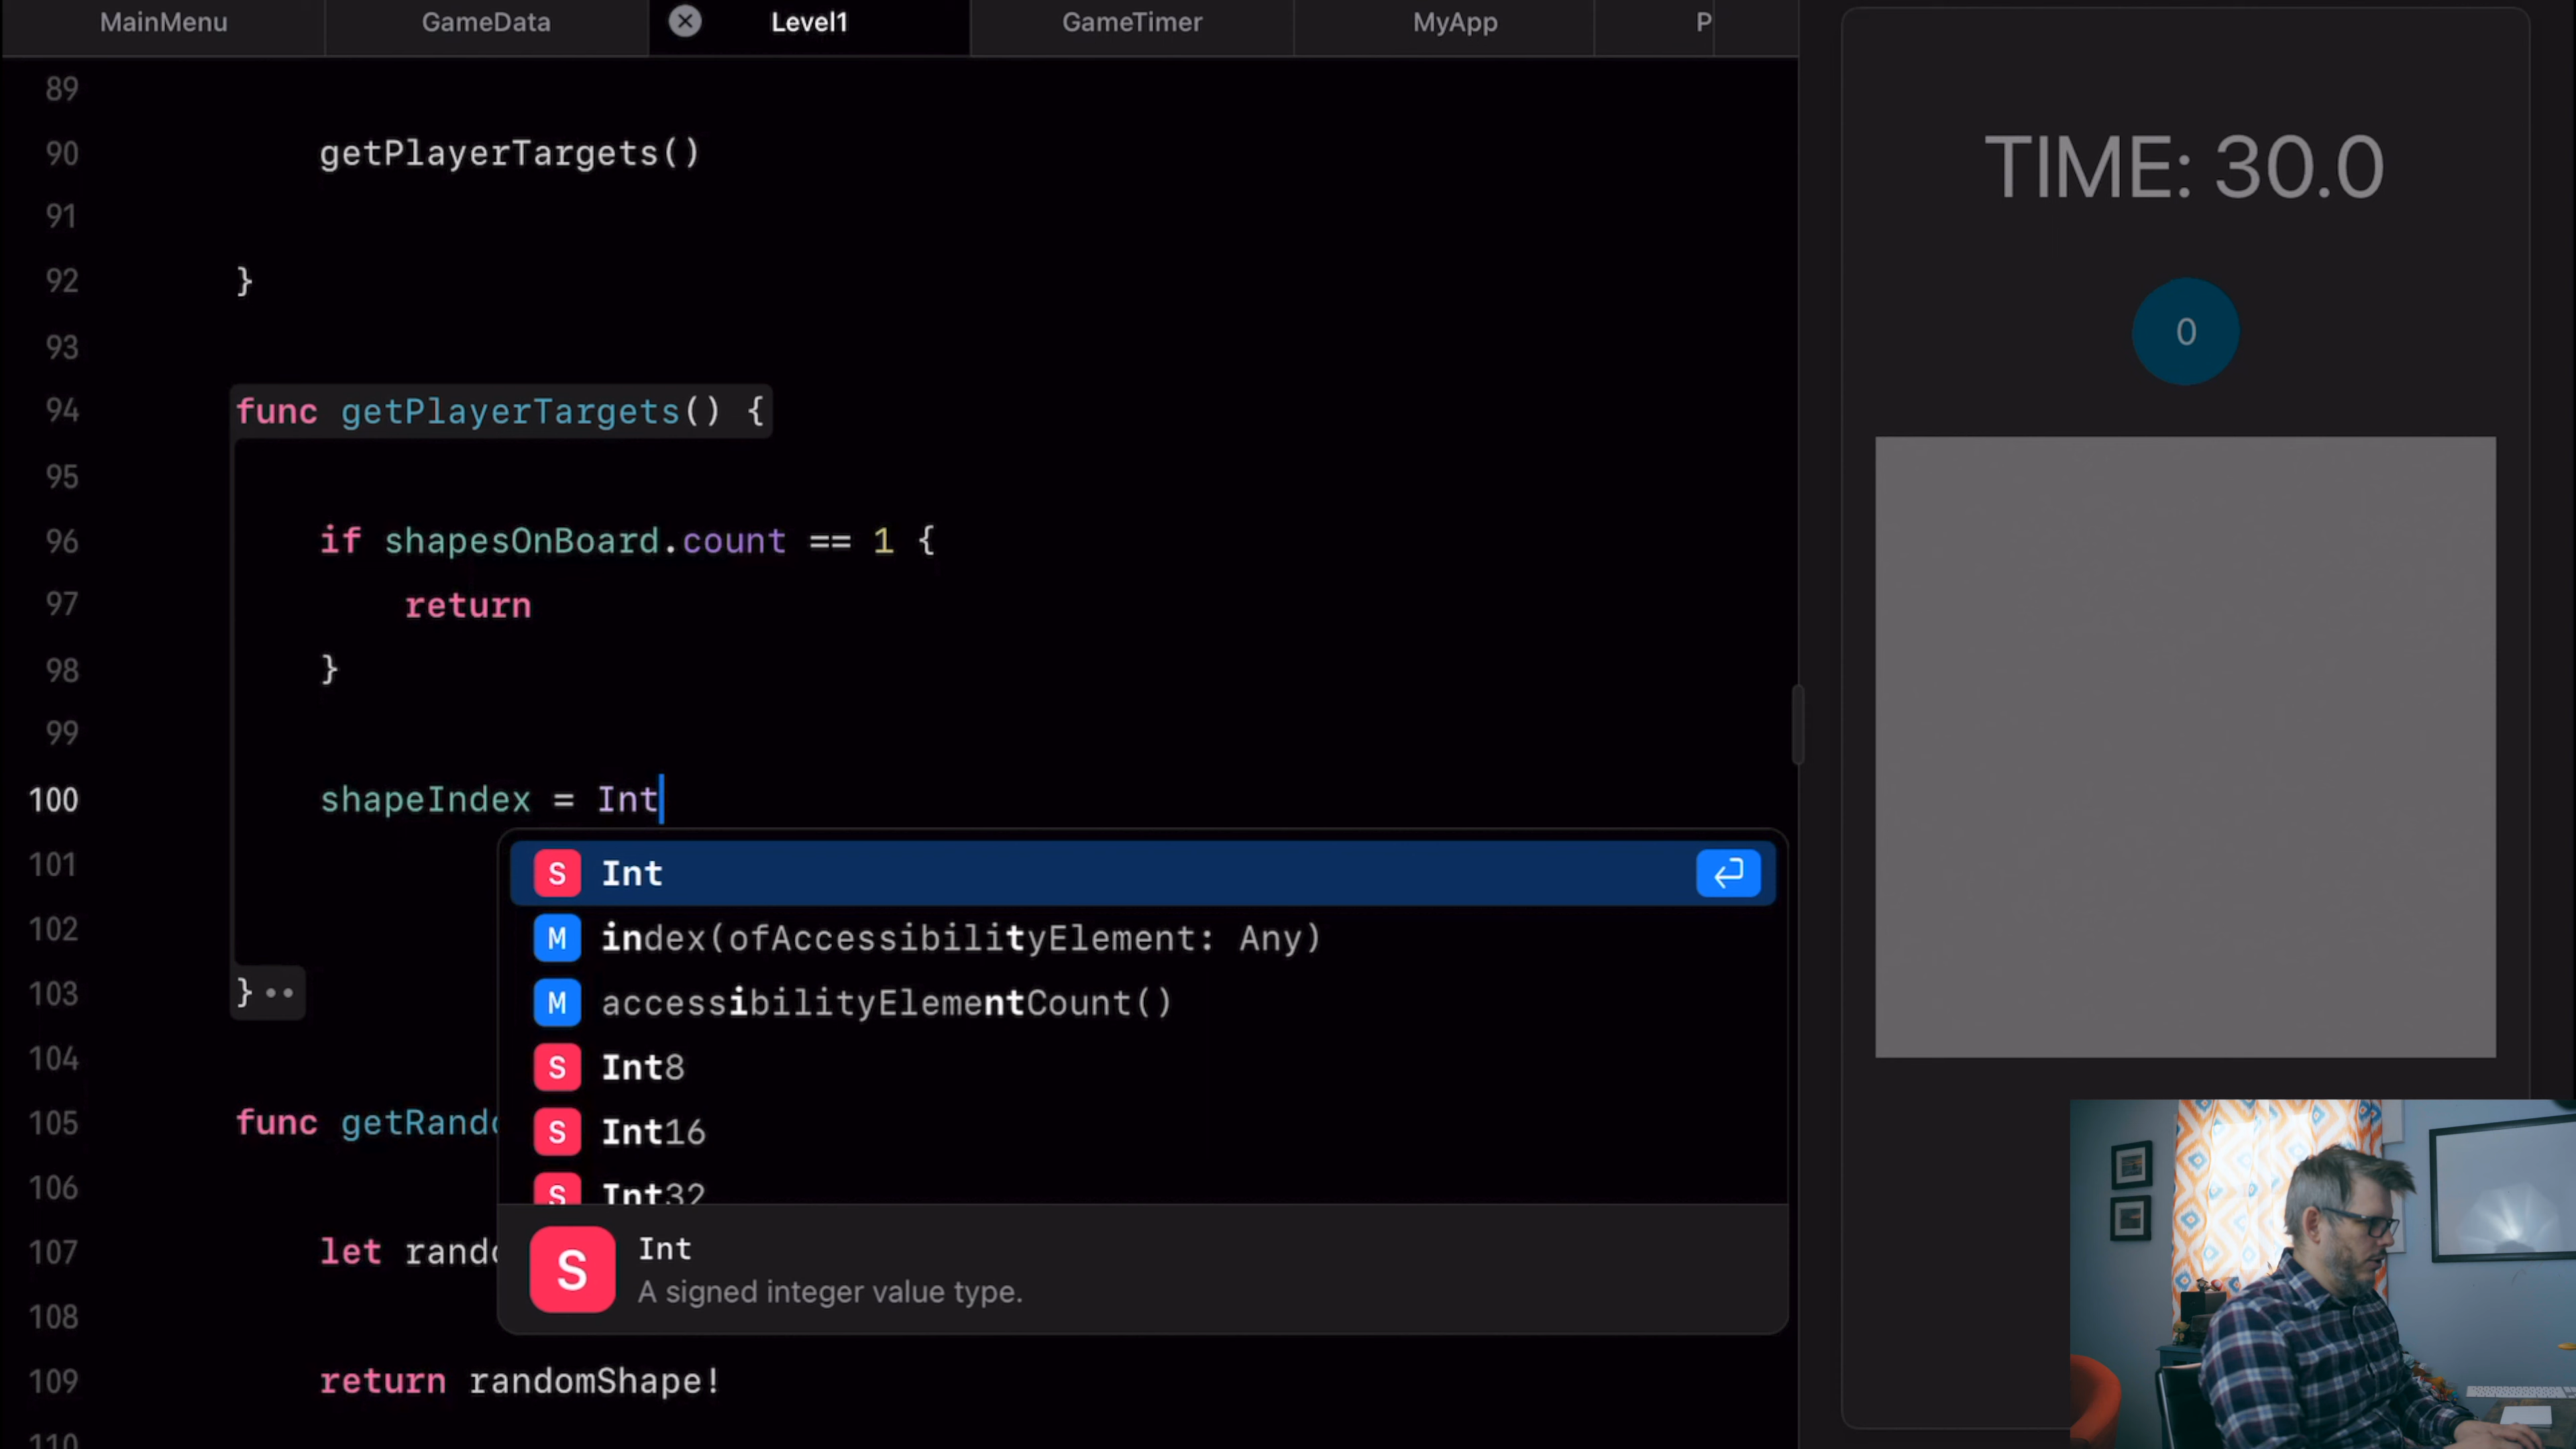 MainMenu
GameData
Level1
GameTimer
MyApp
P
89
90 getPlayerTargets()
91
92 }
93
94 func getPlayerTargets() {
95
96 if shapesOnBoard.count == 1 {
97 return
98 }
99
100 shapeIndex = Int
101
102
103 }
104
105 func getRando
106
107 let rando
108
109 return randomShape!
110
S Int
M index(ofAccessibilityElement: Any)
M accessibilityElementCount()
S Int8
S Int16
S Int32
S Int
A signed integer value type.
TIME: 30.0
0